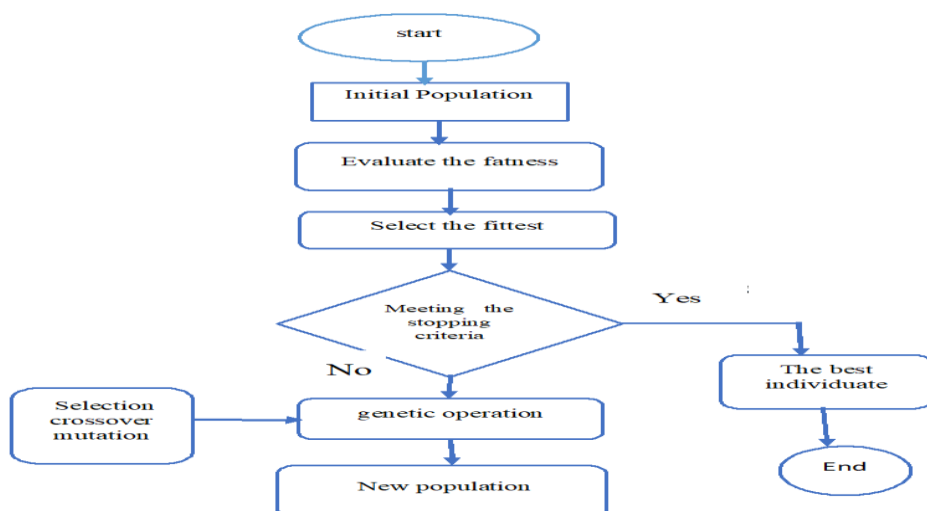 start
Initial Population
Evaluate the fatness
Select the fittest
Meeting the
stopping
criteria
Yes
No
The best
individuate
Selection
crossover
mutation
genetic operation
End
New population